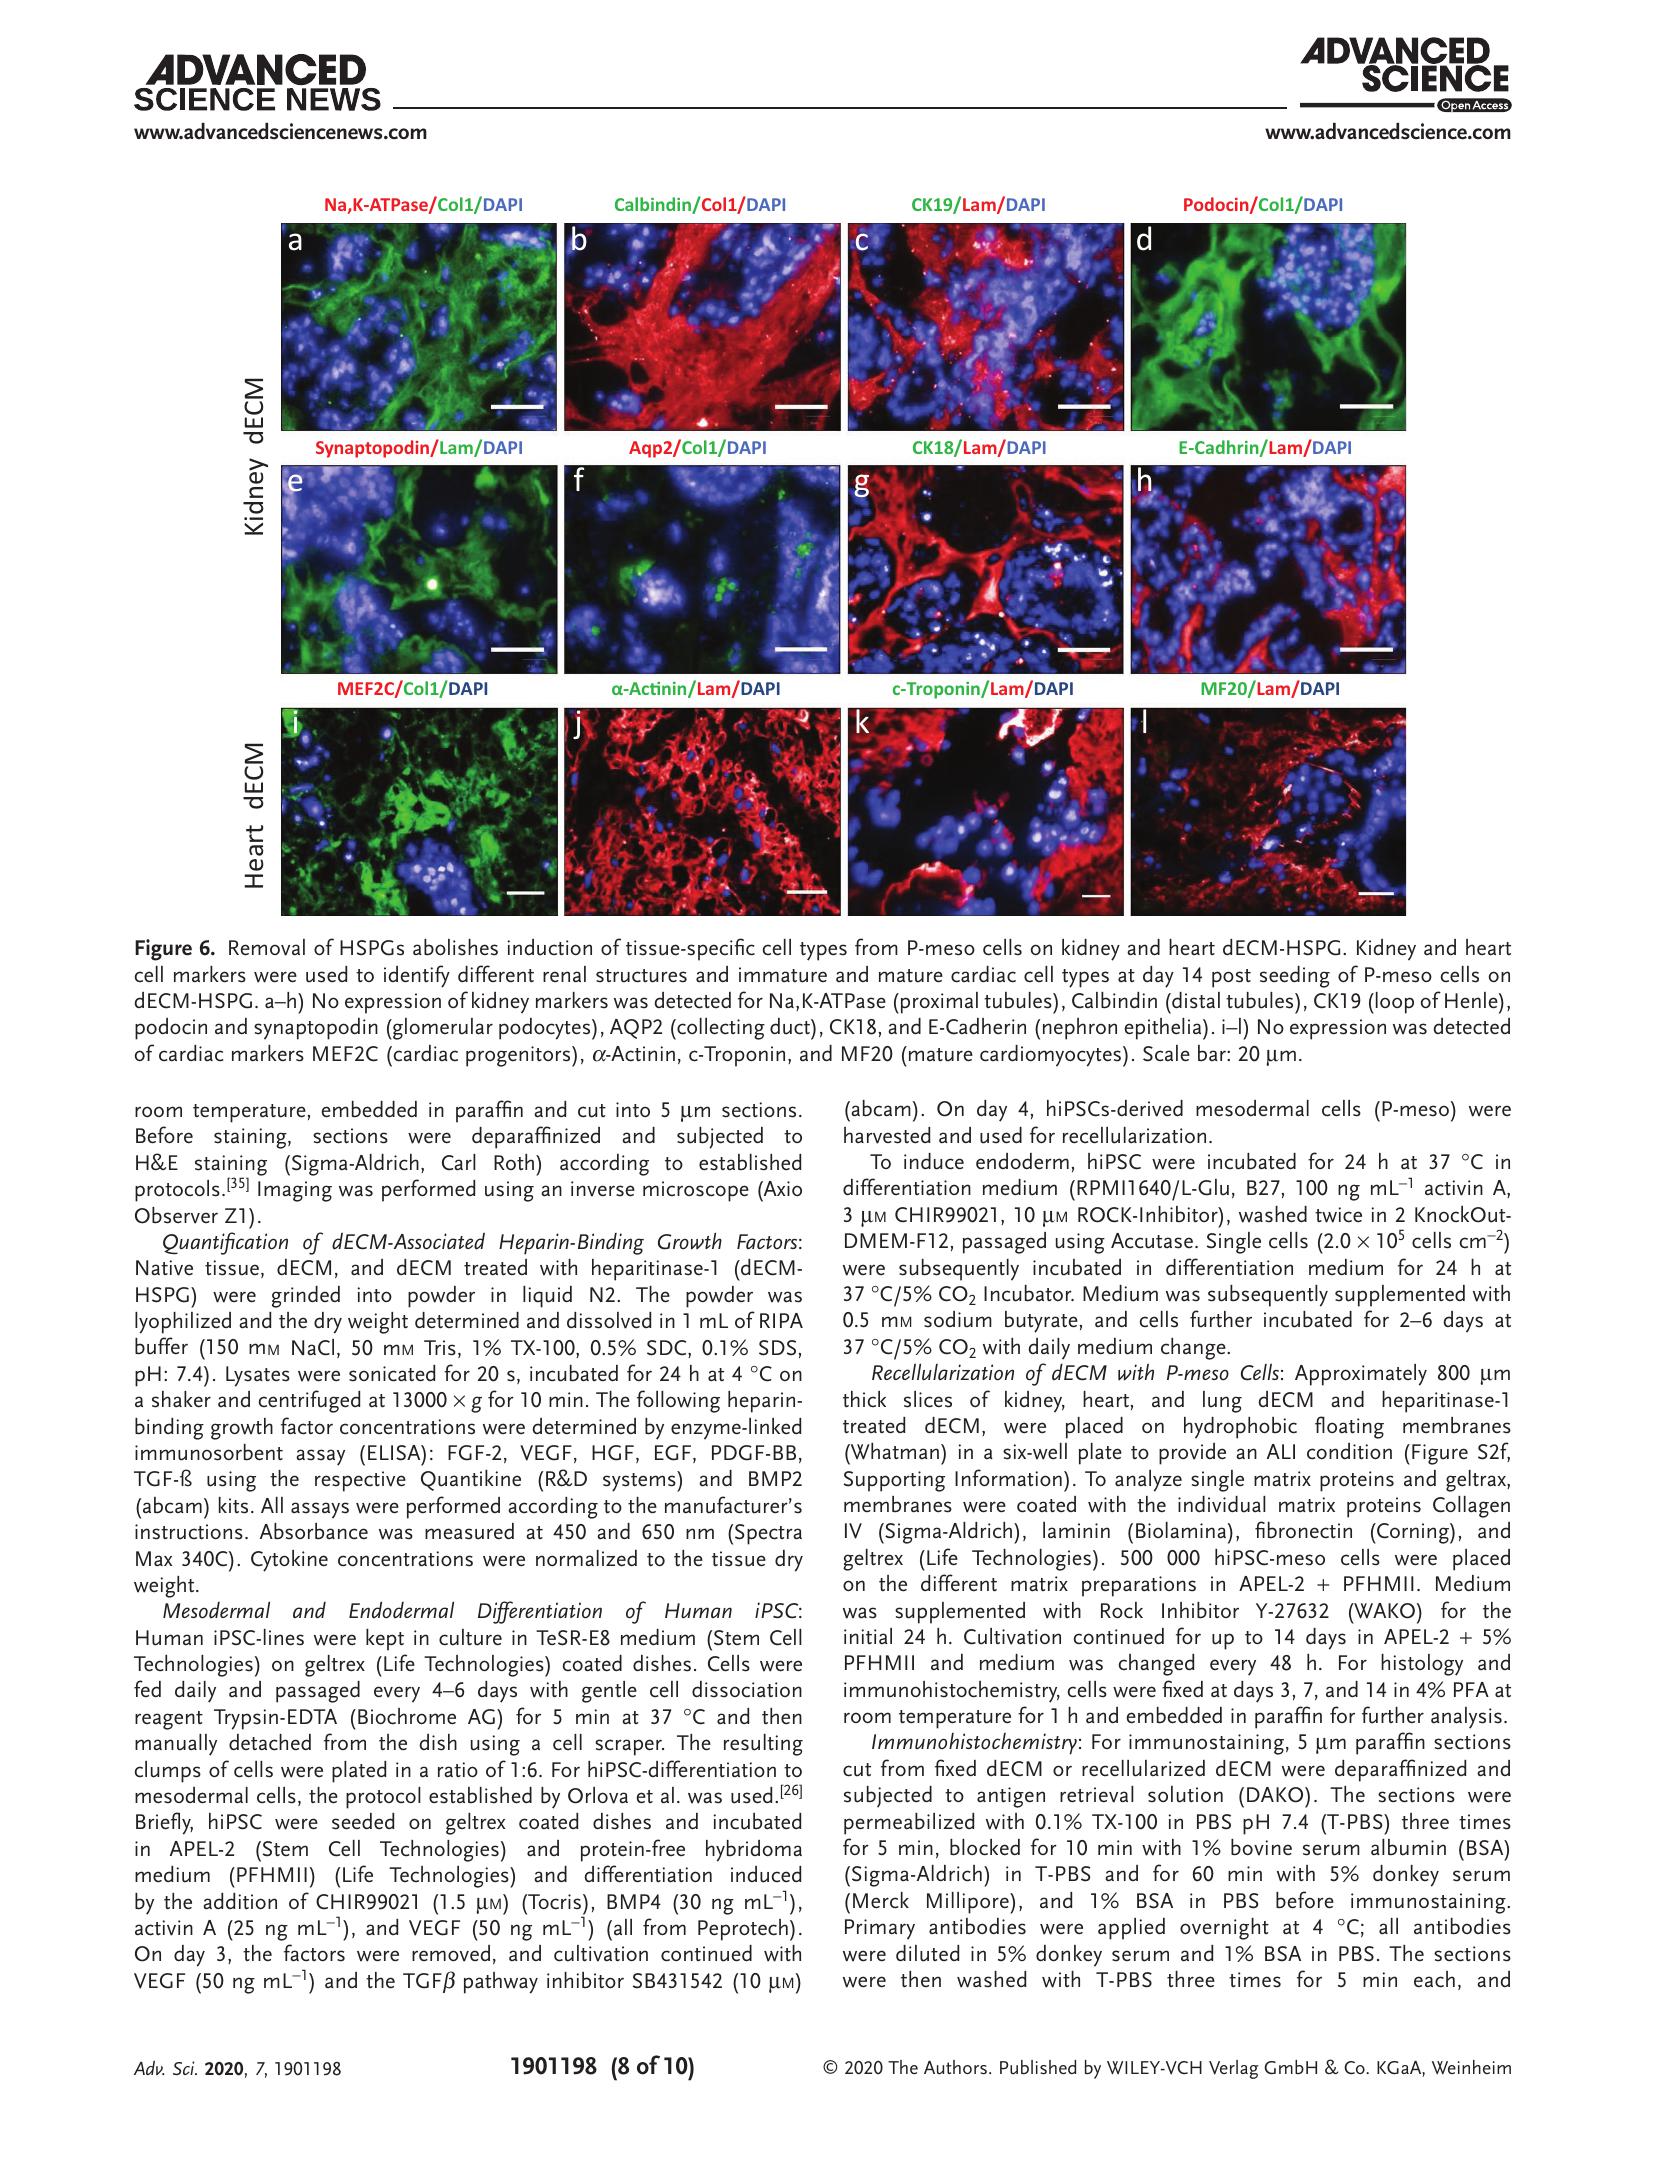 ADVANCED
SCIENCE NEWS
www.advancedsciencenews.com
ADVANCED
SCIENCE
Open Access
www.advancedscience.com
Na,K-ATPase/Col1/DAPI
Calbindin/Col1/DAPI
CK19/Lam/DAPI
Podocin/Col1/DAPI
a
b
c
d
Synaptopodin/Lam/DAPI
Aqp2/Col1/DAPI
CK18/Lam/DAPI
E-Cadhrin/Lam/DAPI
e
f
g
h
Kidney dECM
MEF2C/Col1/DAPI
α-Actinin/Lam/DAPI
c-Troponin/Lam/DAPI
MF20/Lam/DAPI
i
j
k
l
Heart dECM
Figure 6. Removal of HSPGs abolishes induction of tissue-specific cell types from P-meso cells on kidney and heart dECM-HSPG. Kidney and heart
cell markers were used to identify different renal structures and immature and mature cardiac cell types at day 14 post seeding of P-meso cells on
dECM-HSPG. a–h) No expression of kidney markers was detected for Na,K-ATPase (proximal tubules), Calbindin (distal tubules), CK19 (loop of Henle),
podocin and synaptopodin (glomerular podocytes), AQP2 (collecting duct), CK18, and E-Cadherin (nephron epithelia). i–l) No expression was detected
of cardiac markers MEF2C (cardiac progenitors), α-Actinin, c-Troponin, and MF20 (mature cardiomyocytes). Scale bar: 20 µm.
room temperature, embedded in paraffin and cut into 5 µm sections.
Before staining, sections were deparaffinized and subjected to
H&E staining (Sigma-Aldrich, Carl Roth) according to established
protocols.[35] Imaging was performed using an inverse microscope (Axio
Observer Z1).
Quantification of dECM-Associated Heparin-Binding Growth Factors:
Native tissue, dECM, and dECM treated with heparitinase-1 (dECM-
HSPG) were grinded into powder in liquid N2. The powder was
lyophilized and the dry weight determined and dissolved in 1 mL of RIPA
buffer (150 mM NaCl, 50 mM Tris, 1% TX-100, 0.5% SDC, 0.1% SDS,
pH: 7.4). Lysates were sonicated for 20 s, incubated for 24 h at 4 °C on
a shaker and centrifuged at 13000 × g for 10 min. The following heparin-
binding growth factor concentrations were determined by enzyme-linked
immunosorbent assay (ELISA): FGF-2, VEGF, HGF, EGF, PDGF-BB,
TGF-ß using the respective Quantikine (R&D systems) and BMP2
(abcam) kits. All assays were performed according to the manufacturer's
instructions. Absorbance was measured at 450 and 650 nm (Spectra
Max 340C). Cytokine concentrations were normalized to the tissue dry
weight.
Mesodermal and Endodermal Differentiation of Human iPSC:
Human iPSC-lines were kept in culture in TeSR-E8 medium (Stem Cell
Technologies) on geltrex (Life Technologies) coated dishes. Cells were
fed daily and passaged every 4–6 days with gentle cell dissociation
reagent Trypsin-EDTA (Biochrome AG) for 5 min at 37 °C and then
manually detached from the dish using a cell scraper. The resulting
clumps of cells were plated in a ratio of 1:6. For hiPSC-differentiation to
mesodermal cells, the protocol established by Orlova et al. was used.[26]
Briefly, hiPSC were seeded on geltrex coated dishes and incubated
in APEL-2 (Stem Cell Technologies) and protein-free hybridoma
medium (PFHMII) (Life Technologies) and differentiation induced
by the addition of CHIR99021 (1.5 µM) (Tocris), BMP4 (30 ng mL⁻¹),
activin A (25 ng mL⁻¹), and VEGF (50 ng mL⁻¹) (all from Peprotech).
On day 3, the factors were removed, and cultivation continued with
VEGF (50 ng mL⁻¹) and the TGFβ pathway inhibitor SB431542 (10 µM)
(abcam). On day 4, hiPSCs-derived mesodermal cells (P-meso) were
harvested and used for recellularization.
To induce endoderm, hiPSC were incubated for 24 h at 37 °C in
differentiation medium (RPMI1640/L-Glu, B27, 100 ng mL⁻¹ activin A,
3 µM CHIR99021, 10 µM ROCK-Inhibitor), washed twice in 2 KnockOut-
DMEM-F12, passaged using Accutase. Single cells (2.0 × 10⁵ cells cm⁻²)
were subsequently incubated in differentiation medium for 24 h at
37 °C/5% CO₂ Incubator. Medium was subsequently supplemented with
0.5 mM sodium butyrate, and cells further incubated for 2–6 days at
37 °C/5% CO₂ with daily medium change.
Recellularization of dECM with P-meso Cells: Approximately 800 µm
thick slices of kidney, heart, and lung dECM and heparitinase-1
treated dECM, were placed on hydrophobic floating membranes
(Whatman) in a six-well plate to provide an ALI condition (Figure S2f,
Supporting Information). To analyze single matrix proteins and geltrax,
membranes were coated with the individual matrix proteins Collagen
IV (Sigma-Aldrich), laminin (Biolamina), fibronectin (Corning), and
geltrex (Life Technologies). 500 000 hiPSC-meso cells were placed
on the different matrix preparations in APEL-2 + PFHMII. Medium
was supplemented with Rock Inhibitor Y-27632 (WAKO) for the
initial 24 h. Cultivation continued for up to 14 days in APEL-2 + 5%
PFHMII and medium was changed every 48 h. For histology and
immunohistochemistry, cells were fixed at days 3, 7, and 14 in 4% PFA at
room temperature for 1 h and embedded in paraffin for further analysis.
Immunohistochemistry: For immunostaining, 5 µm paraffin sections
cut from fixed dECM or recellularized dECM were deparaffinized and
subjected to antigen retrieval solution (DAKO). The sections were
permeabilized with 0.1% TX-100 in PBS pH 7.4 (T-PBS) three times
for 5 min, blocked for 10 min with 1% bovine serum albumin (BSA)
(Sigma-Aldrich) in T-PBS and for 60 min with 5% donkey serum
(Merck Millipore), and 1% BSA in PBS before immunostaining.
Primary antibodies were applied overnight at 4 °C; all antibodies
were diluted in 5% donkey serum and 1% BSA in PBS. The sections
were then washed with T-PBS three times for 5 min each, and
Adv. Sci. 2020, 7, 1901198
1901198 (8 of 10)
© 2020 The Authors. Published by WILEY-VCH Verlag GmbH & Co. KGaA, Weinheim